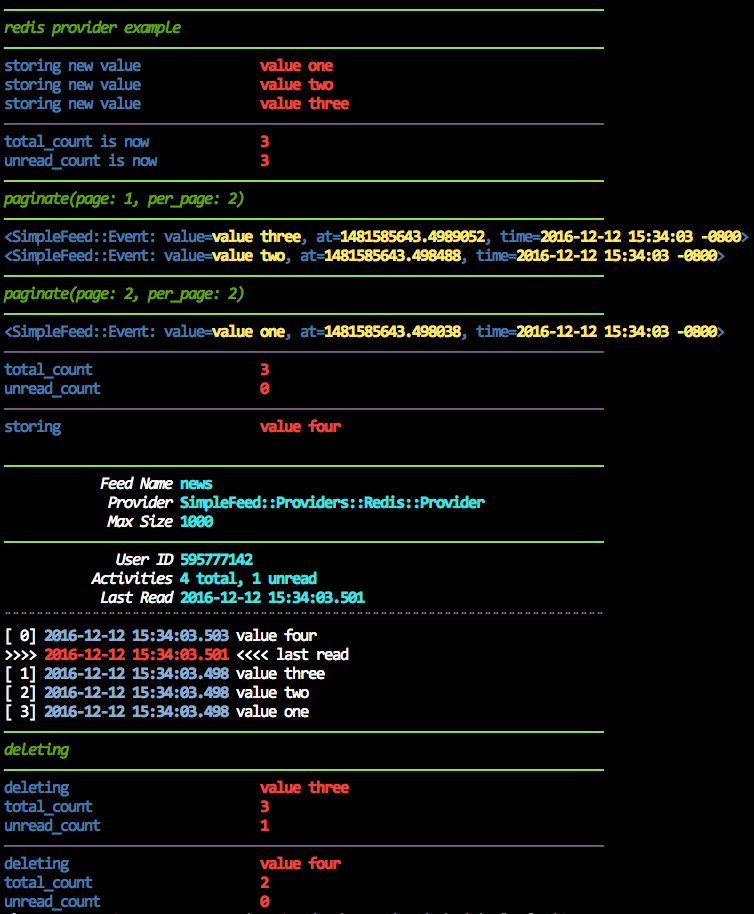 redis provider example
storing new value value one
storing new value value two
storing new value value three
total_count is now 3
unread_count is now 3
paginate(page: 1, per_page: 2)
<SimpleFeed::Event: value=value three, at=1481585643.4989052, time=2016-12-12 15:34:03 -0800>
<SimpleFeed::Event: value=value two, at=1481585643.498488, time=2016-12-12 15:34:03 -0800>
paginate(page: 2, per_page: 2)
<SimpleFeed::Event: value=value one, at=1481585643.498038, time=2016-12-12 15:34:03 -0800>
total_count 3
unread_count 0
storing value four
Feed Name news
Provider SimpleFeed::Providers::Redis::Provider
Max Size 1000
User ID 595777142
Activities 4 total, 1 unread
Last Read 2016-12-12 15:34:03.501
[ 0] 2016-12-12 15:34:03.503 value four
>>>> 2016-12-12 15:34:03.501 <<<< last read
[ 1] 2016-12-12 15:34:03.498 value three
[ 2] 2016-12-12 15:34:03.498 value two
[ 3] 2016-12-12 15:34:03.498 value one
deleting
deleting value three
total_count 3
unread_count 1
deleting value four
total_count 2
unread_count 0